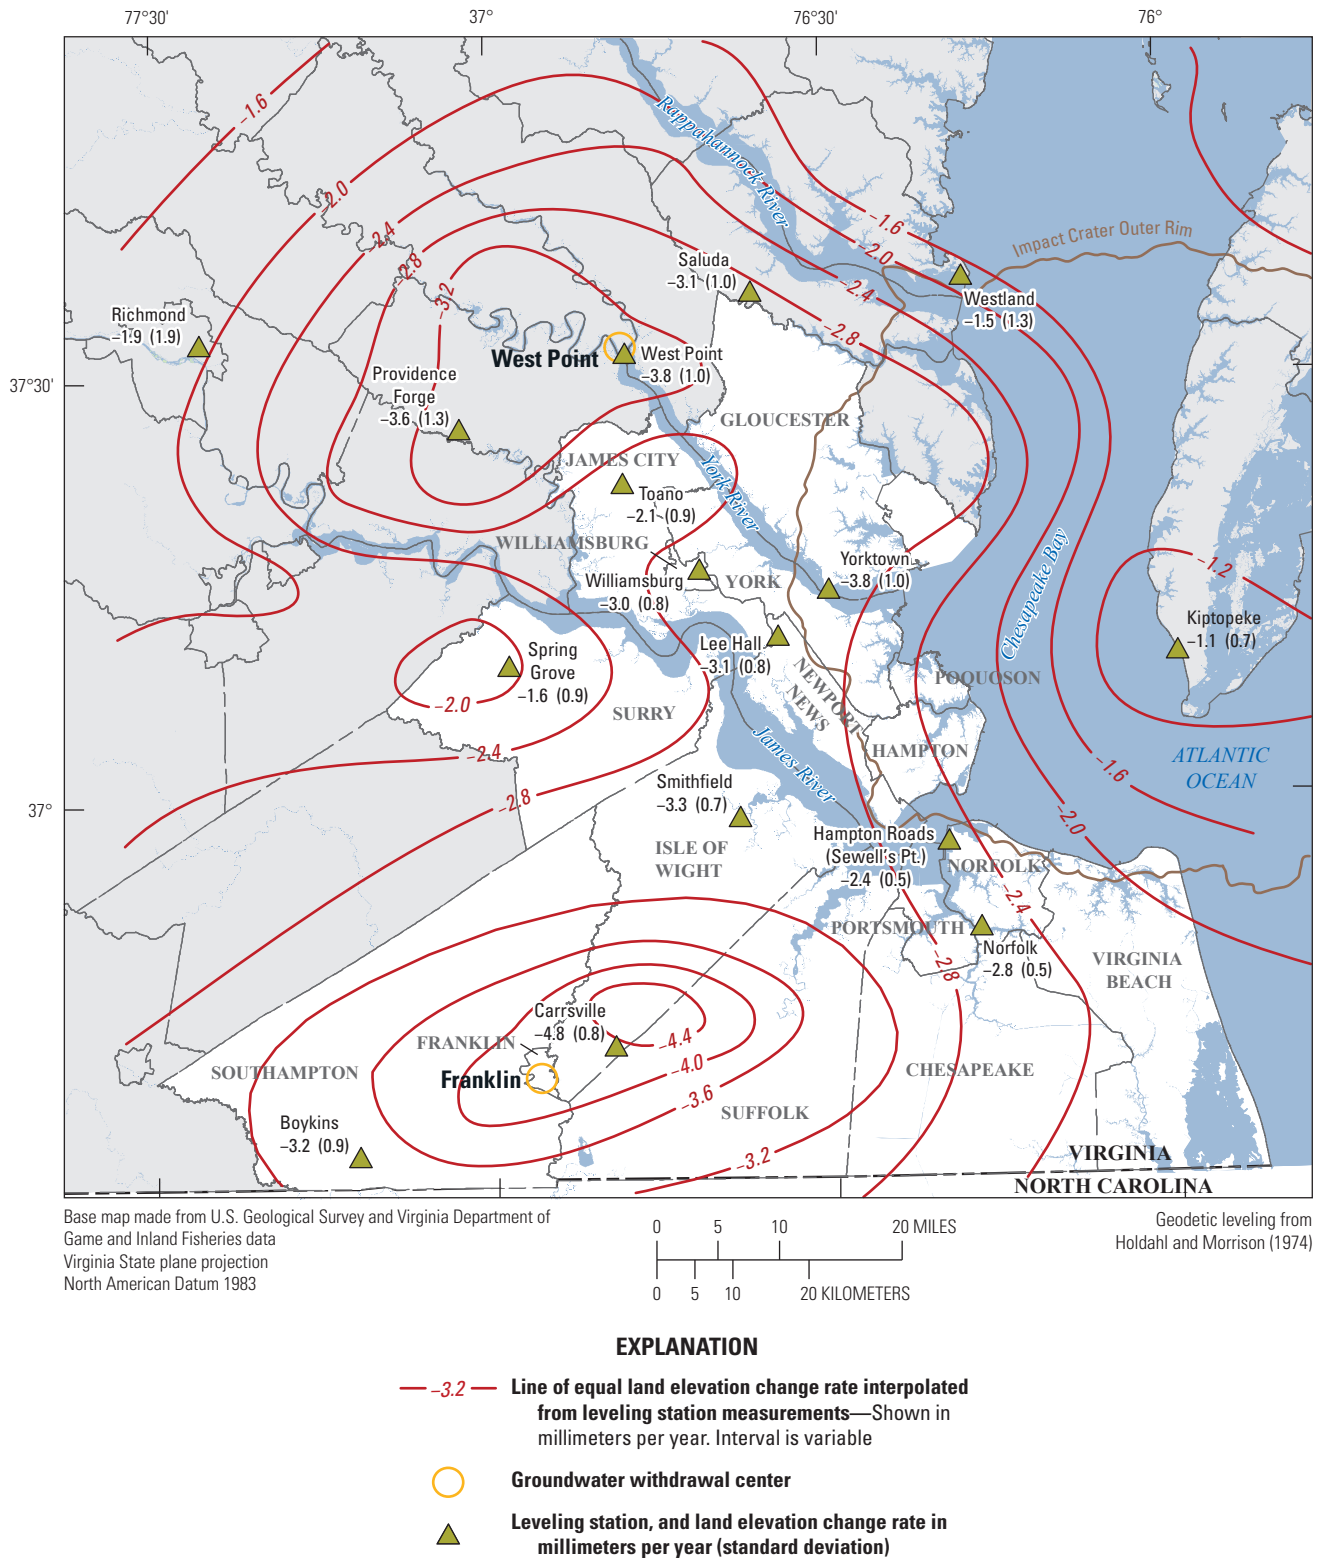 77°30'
37°
76°30'
76°
−1.6
−2.0
−2.4
−2.8
−3.2
Rappahannock River
−1.6
−2.0
−2.4
−2.8
Impact Crater Outer Rim
Saluda
−3.1 (1.0)
Westland
−1.5 (1.3)
Richmond
−1.9 (1.9)
West Point
West Point
−3.8 (1.0)
37°30'
Providence
Forge
−3.6 (1.3)
GLOUCESTER
JAMES CITY
York River
Toano
−2.1 (0.9)
WILLIAMSBURG
Williamsburg
−3.0 (0.8)
YORK
Yorktown
−3.8 (1.0)
Chesapeake Bay
−1.2
Kiptopeke
−1.1 (0.7)
Lee Hall
−3.1 (0.8)
Spring
Grove
−1.6 (0.9)
−2.0
NEWPORT
NEWS
POQUOSON
SURRY
−2.4
HAMPTON
ATLANTIC
OCEAN
James River
−1.6
−2.8
Smithfield
−3.3 (0.7)
37°
−2.0
Hampton Roads
(Sewell's Pt.)
−2.4 (0.5)
ISLE OF
WIGHT
NORFOLK
−2.4
PORTSMOUTH
Norfolk
−2.8 (0.5)
−2.8
VIRGINIA
BEACH
Carrsville
−4.8 (0.8)
−4.4
−4.0
−3.6
−3.2
FRANKLIN
Franklin
SOUTHAMPTON
CHESAPEAKE
SUFFOLK
Boykins
−3.2 (0.9)
VIRGINIA
NORTH CAROLINA
Base map made from U.S. Geological Survey and Virginia Department of
Game and Inland Fisheries data
Virginia State plane projection
North American Datum 1983
0 5 10 20 MILES
0 5 10 20 KILOMETERS
Geodetic leveling from
Holdahl and Morrison (1974)
EXPLANATION
−3.2 Line of equal land elevation change rate interpolated
from leveling station measurements—Shown in
millimeters per year. Interval is variable
Groundwater withdrawal center
Leveling station, and land elevation change rate in
millimeters per year (standard deviation)